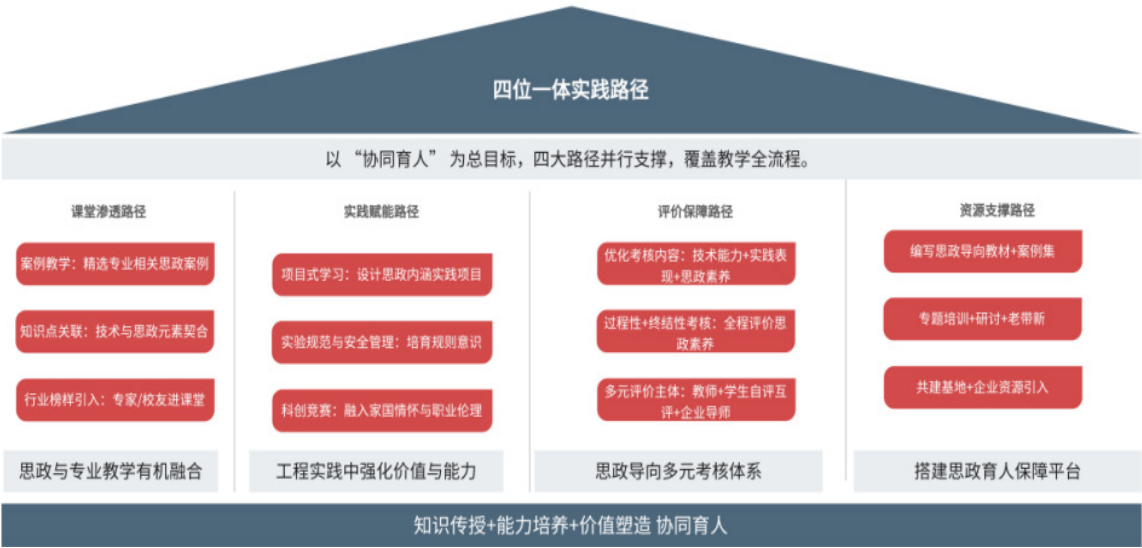 四位一体实践路径
以 “协同育人” 为总目标，四大路径并行支撑，覆盖教学全流程。
课堂渗透路径
案例教学：精选专业相关思政案例
知识点关联：技术与思政元素契合
行业榜样引入：专家/校友进课堂
思政与专业教学有机融合
实践赋能路径
项目式学习：设计思政内涵实践项目
实验规范与安全管理：培育规则意识
科创竞赛：融入家国情怀与职业伦理
工程实践中强化价值与能力
评价保障路径
优化考核内容：技术能力+实践表
现+思政素养
过程性+终结性考核：全程评价思
政素养
多元评价主体：教师+学生自评互
评+企业导师
思政导向多元考核体系
资源支撑路径
编写思政导向教材+案例集
专题培训+研讨+老带新
共建基地+企业资源引入
搭建思政育人保障平台
知识传授+能力培养+价值塑造 协同育人